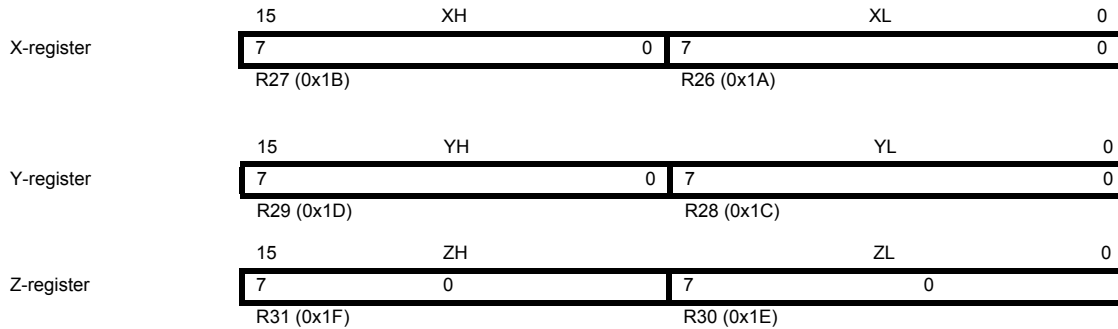 15 XH XL 0
X-register 7 0 7 0
R27 (0x1B) R26 (0x1A)
15 YH YL 0
Y-register 7 0 7 0
R29 (0x1D) R28 (0x1C)
15 ZH ZL 0
Z-register 7 0 7 0
R31 (0x1F) R30 (0x1E)